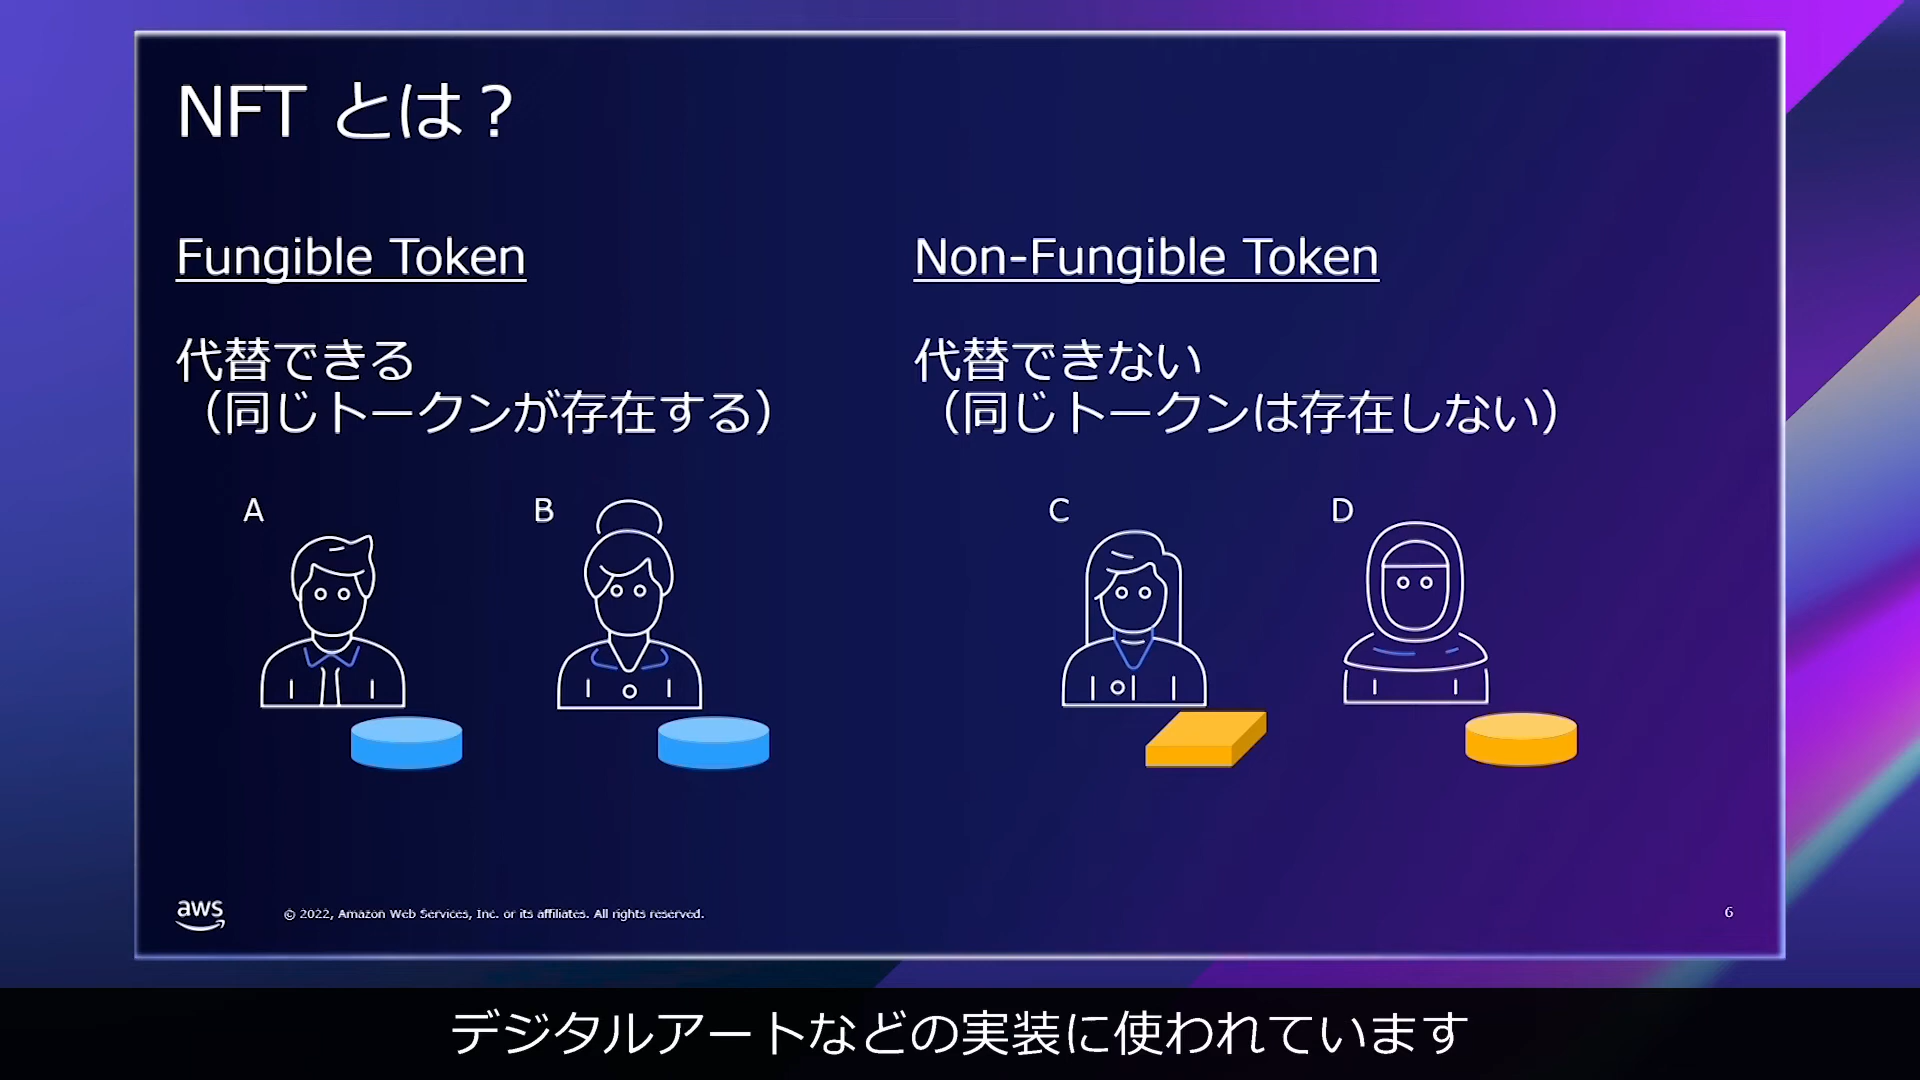 NFT とは？
Fungible Token
代替できる
（同じトークンが存在する）
A
B
Non-Fungible Token
代替できない
（同じトークンは存在しない）
C
D
aws
© 2022, Amazon Web Services, Inc. or its affiliates. All rights reserved.
6
デジタルアートなどの実装に使われています